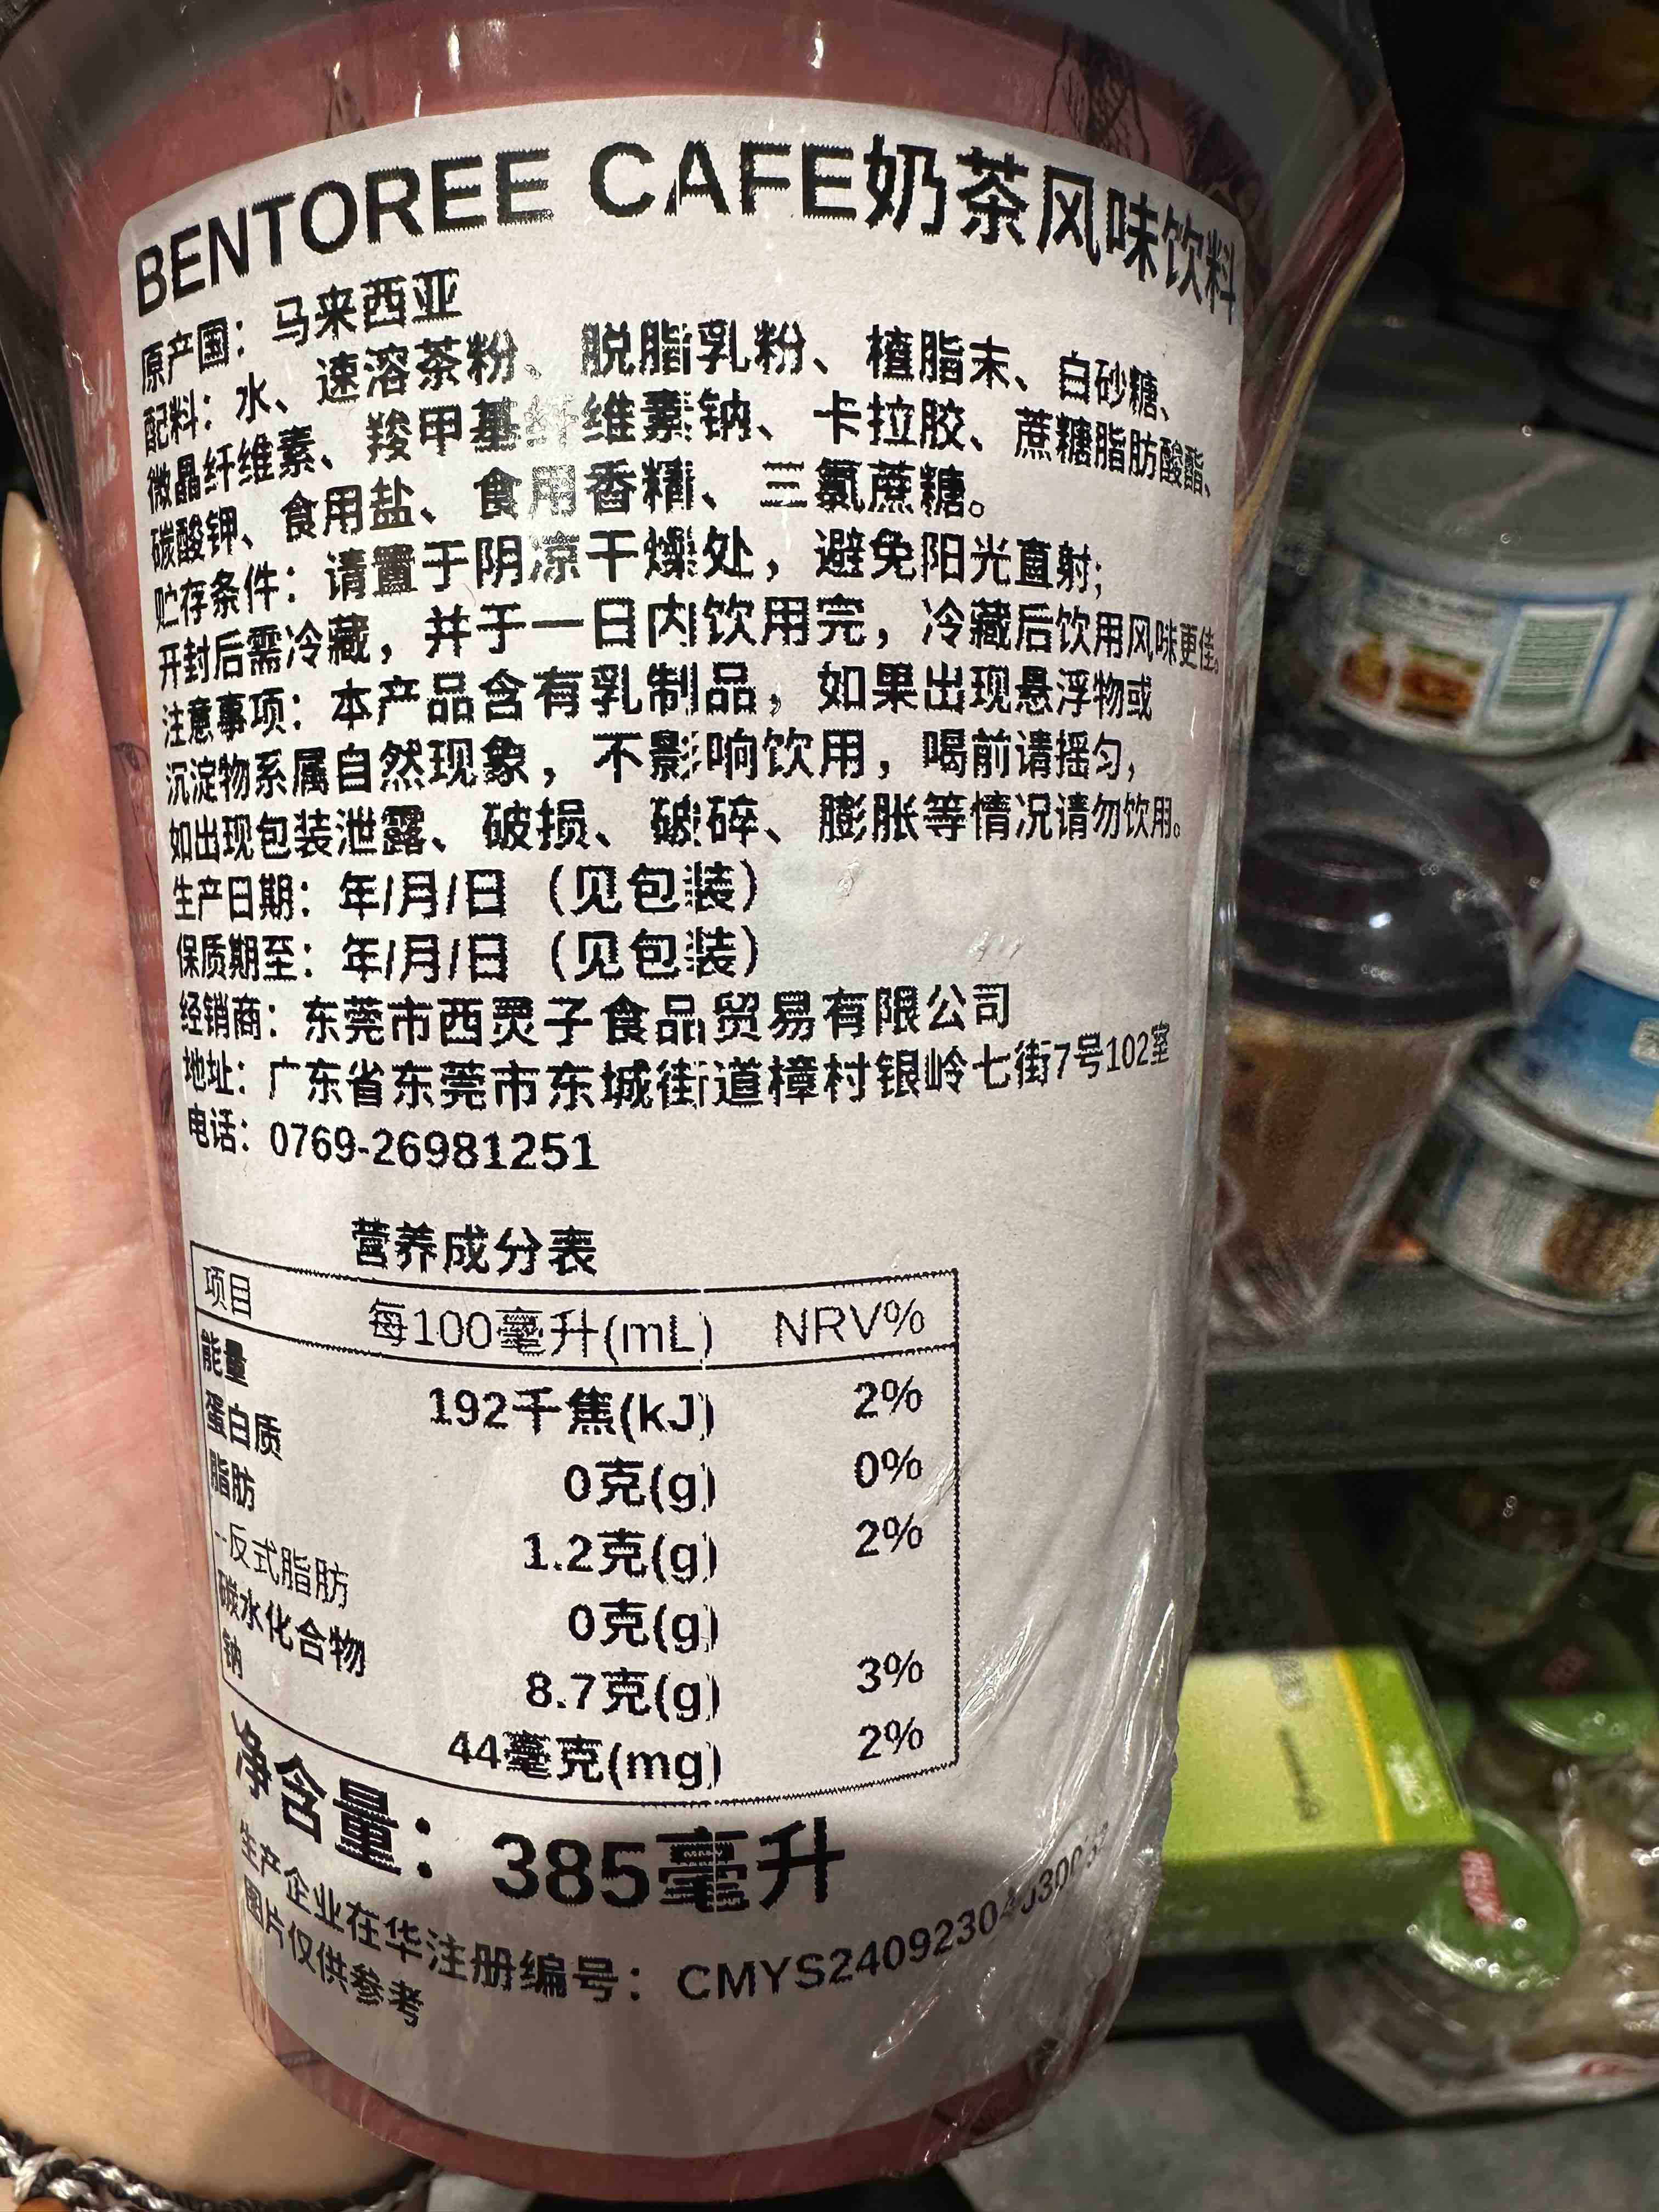 BENTOREE CAFE奶茶风味饮料
原产国：马来西亚
配料：水、速溶茶粉、脱脂乳粉、植脂末、白砂糖、
微晶纤维素、羧甲基纤维素钠、卡拉胶、蔗糖脂肪酸酯、
碳酸钾、食用盐、食用香精、三氯蔗糖。
贮存条件：请置于阴凉干燥处，避免阳光直射；
开封后需冷藏，并于一日内饮用完，冷藏后饮用风味更佳。
注意事项：本产品含有乳制品，如果出现悬浮物或
沉淀物系属自然现象，不影响饮用，喝前请摇匀，
如出现包装泄露、破损、破碎、膨胀等情况请勿饮用。
生产日期：年/月/日（见包装）
保质期至：年/月/日（见包装）
经销商：东莞市西灵子食品贸易有限公司
地址：广东省东莞市东城街道樟村银岭七街7号102室
电话：0769-26981251
营养成分表
项目 每100毫升(mL) NRV%
能量 192千焦(kJ) 2%
蛋白质 0克(g) 0%
脂肪 1.2克(g) 2%
--反式脂肪 0克(g)
碳水化合物 8.7克(g) 3%
钠 44毫克(mg) 2%
净含量：385毫升
生产企业在华注册编号：
图片仅供参考